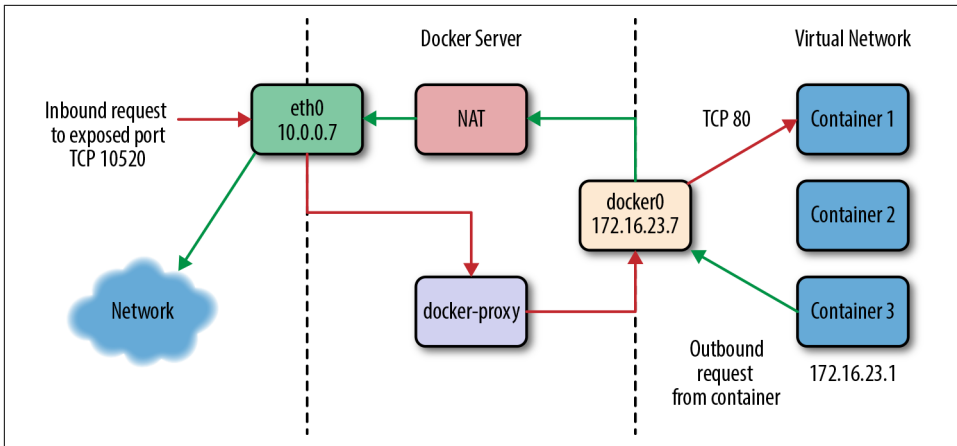 Docker Server
Virtual Network
Inbound request
to exposed port
TCP 10520
eth0
10.0.0.7
NAT
TCP 80
Container 1
docker0
172.16.23.7
Container 2
Network
docker-proxy
Container 3
Outbound
request
from container
172.16.23.1